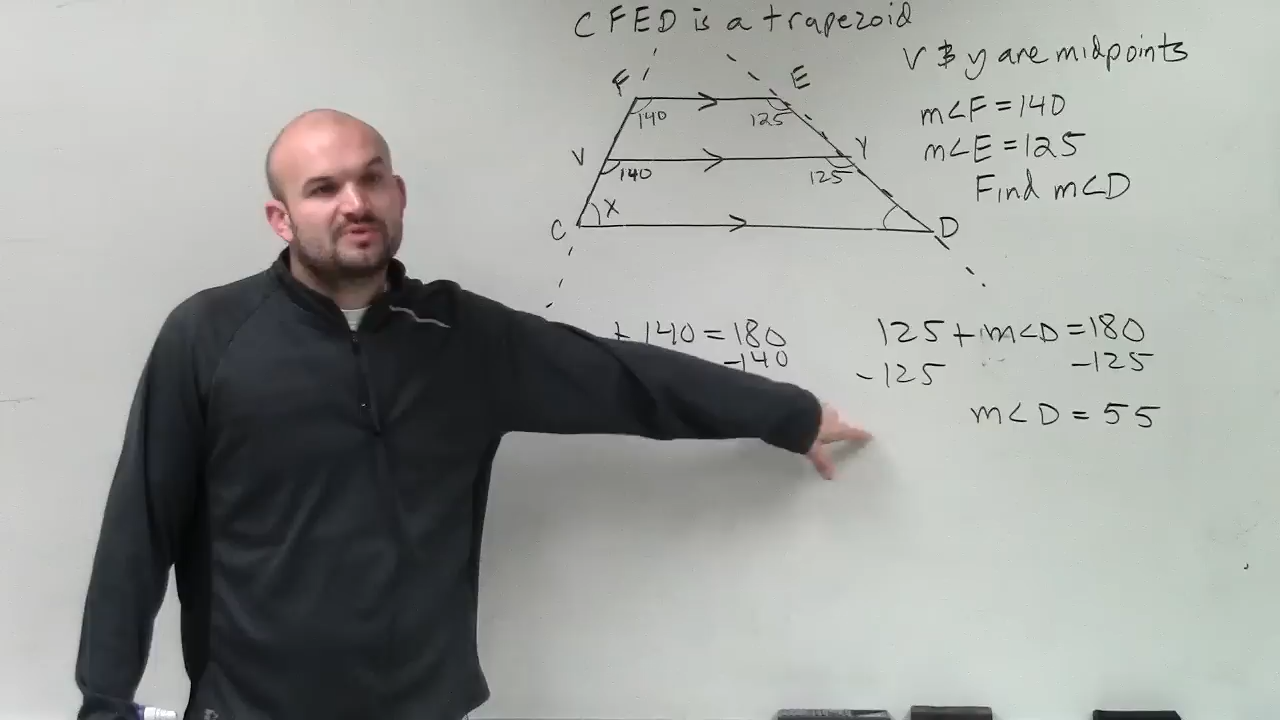 CFED is a trapezoid
V & y are midpoints
m∠F = 140
m∠E = 125
Find m∠D
F
E
140
125
V
Y
140
125
C
X
D
+ 140 = 180
-140
125 + m∠D = 180
-125 -125
m∠D = 55